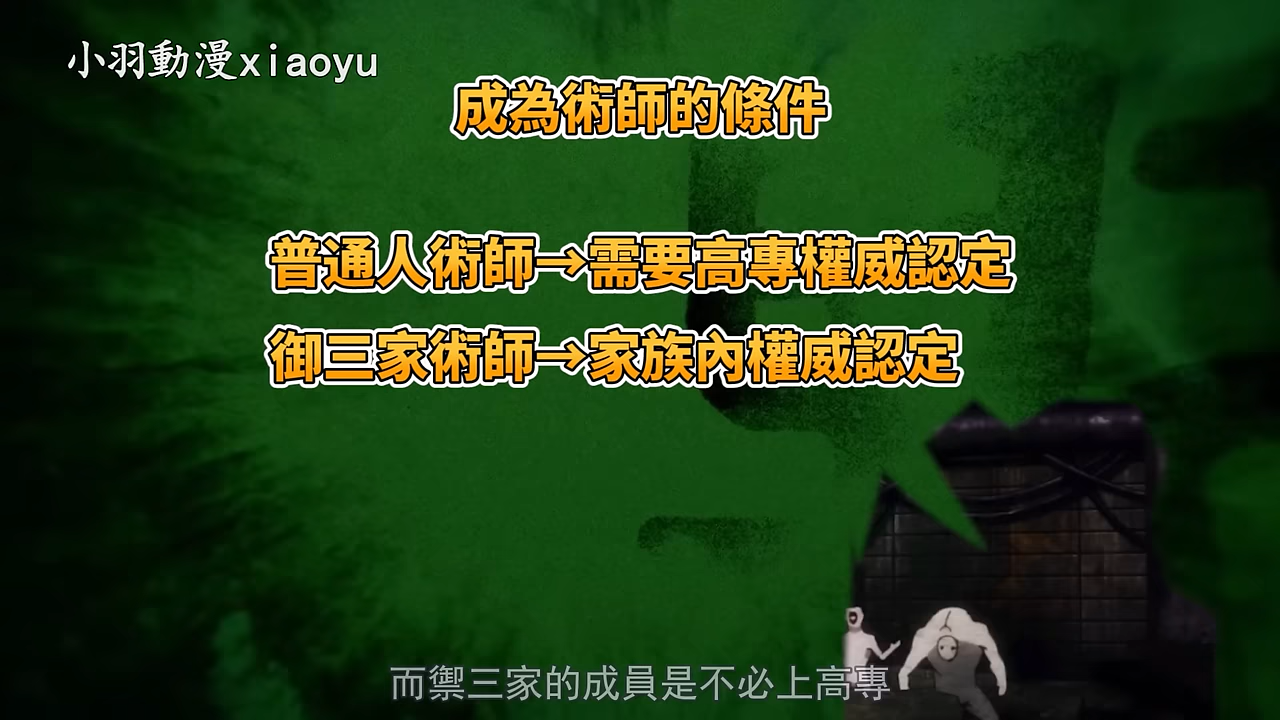 小羽動漫xiaoyu
成為術師的條件
普通人術師→需要高專權威認定
御三家術師→家族內權威認定
而禦三家的成員是不必上高專